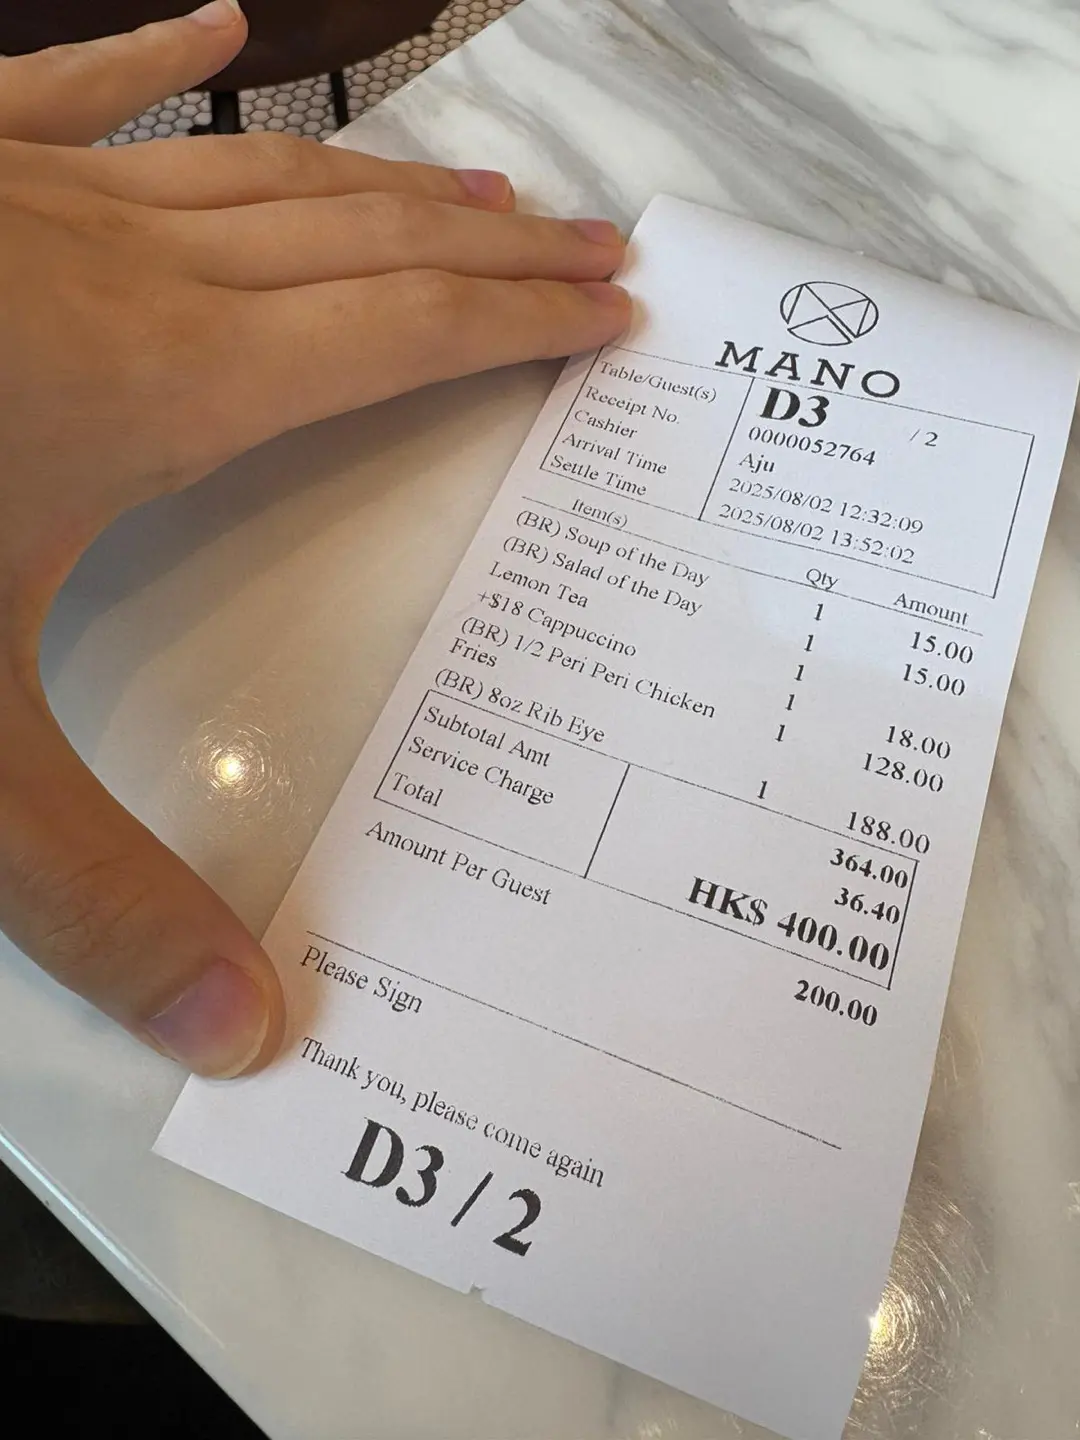 MANO
Table/Guest(s) D3 / 2
Receipt No. 0000052764
Cashier Aju
Arrival Time 2025/08/02 12:32:09
Settle Time 2025/08/02 13:52:02
Item(s) Qty Amount
(BR) Soup of the Day 1 15.00
(BR) Salad of the Day 1 15.00
Lemon Tea 1
+$18 Cappuccino 1 18.00
(BR) 1/2 Peri Peri Chicken 1 128.00
Fries
(BR) 8oz Rib Eye 1 188.00
Subtotal Amt 364.00
Service Charge 36.40
Total HK$ 400.00
Amount Per Guest 200.00
Please Sign
Thank you, please come again
D3 / 2